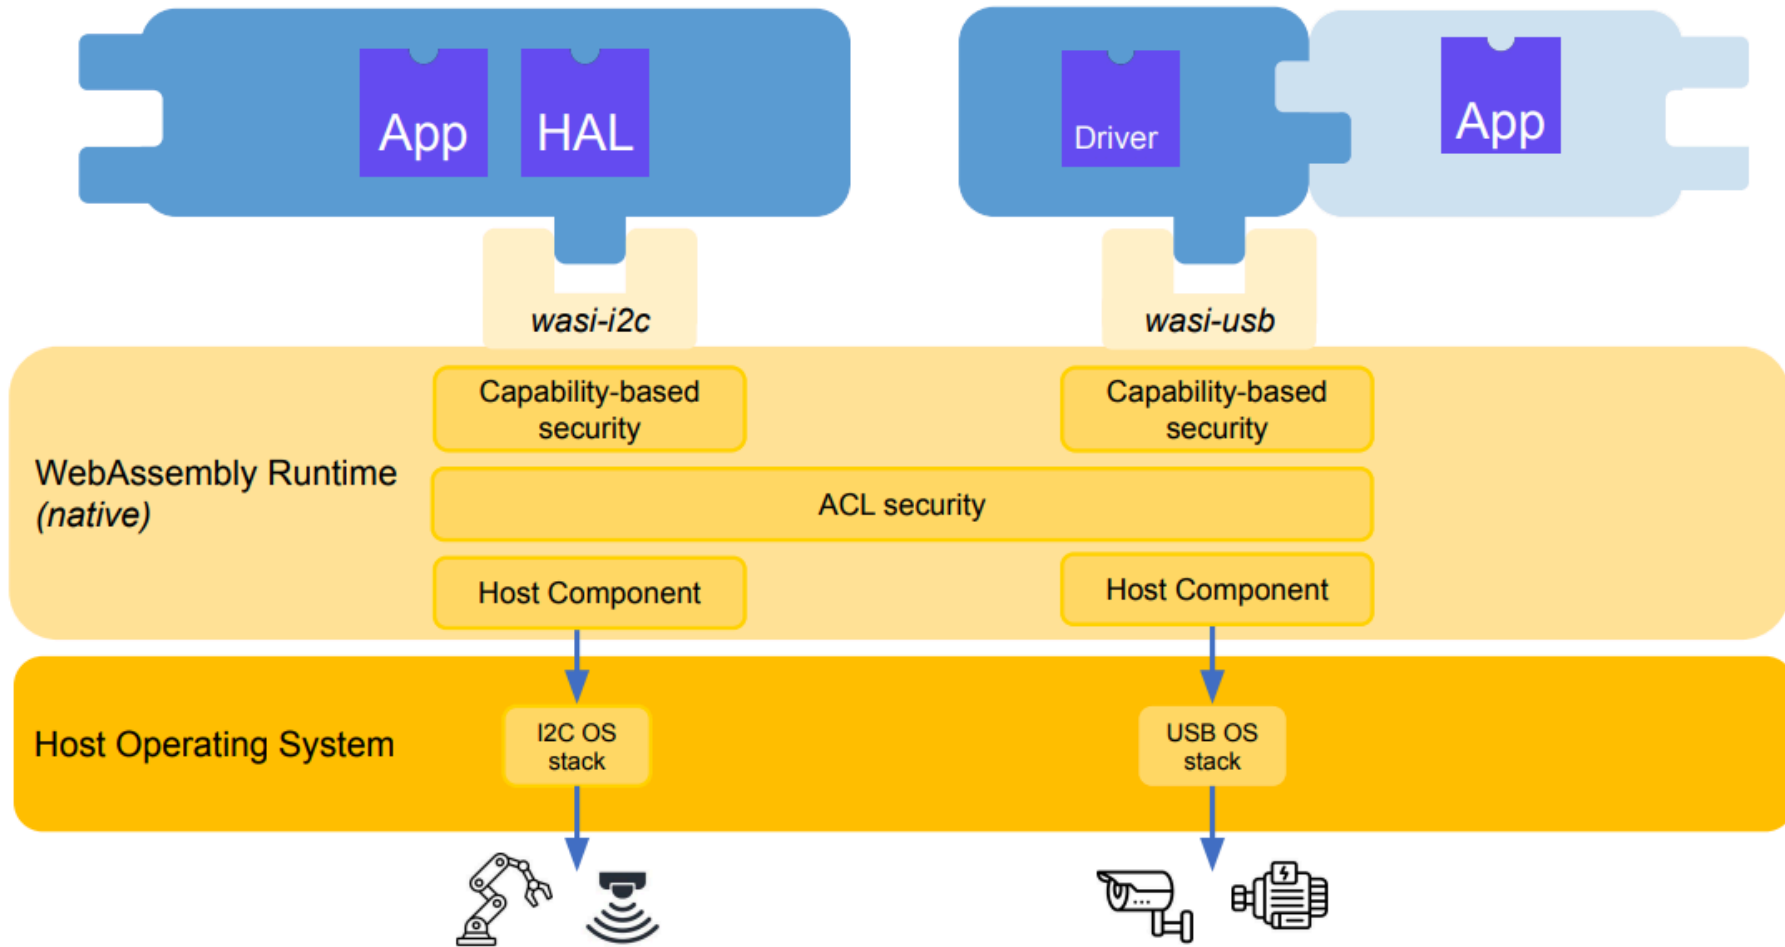 App
HAL
Driver
App
wasi-i2c
wasi-usb
Capability-based
security
Capability-based
security
WebAssembly Runtime
(native)
ACL security
Host Component
Host Component
Host Operating System
I2C OS
stack
USB OS
stack